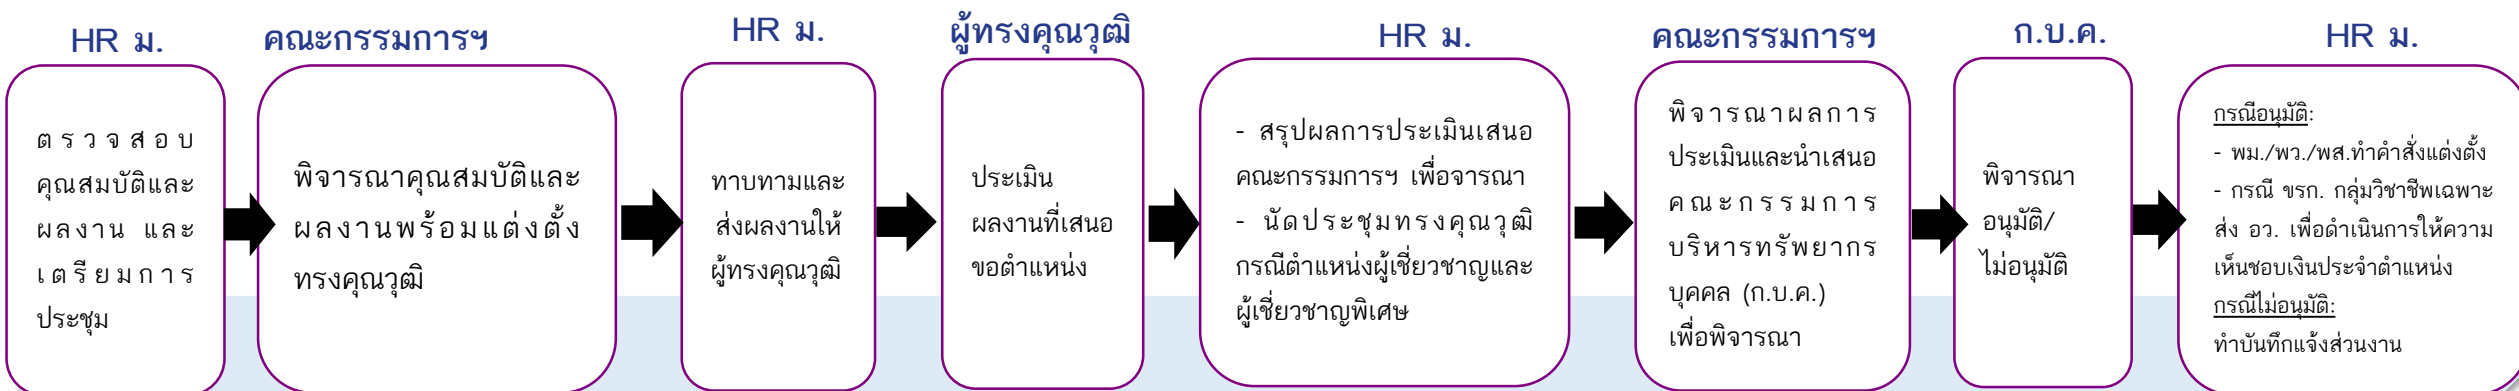 HR ม.
ตรวจสอบ
คุณสมบัติและ
ผลงาน และ
เตรียมการ
ประชุม
คณะกรรมการฯ
พิจารณาคุณสมบัติและ
ผลงานพร้อมแต่งตั้ง
ทรงคุณวุฒิ
HR ม.
ทาบทามและ
ส่งผลงานให้
ผู้ทรงคุณวุฒิ
ผู้ทรงคุณวุฒิ
ประเมิน
ผลงานที่เสนอ
ขอตำแหน่ง
HR ม.
- สรุปผลการประเมินเสนอ
คณะกรรมการฯ เพื่อจารณา
- นัดประชุมทรงคุณวุฒิ
กรณีตำแหน่งผู้เชี่ยวชาญและ
ผู้เชี่ยวชาญพิเศษ
คณะกรรมการฯ
พิจารณาผลการ
ประเมินและนำเสนอ
คณะกรรมการ
บริหารทรัพยากร
บุคคล (ก.บ.ค.)
เพื่อพิจารณา
ก.บ.ค.
พิจารณา
อนุมัติ/
ไม่อนุมัติ
HR ม.
กรณีอนุมัติ:
- พม./พว./พส.ทำคำสั่งแต่งตั้ง
- กรณี ขรก. กลุ่มวิชาชีพเฉพาะ
ส่ง อว. เพื่อดำเนินการให้ความ
เห็นชอบเงินประจำตำแหน่ง
กรณีไม่อนุมัติ:
ทำบันทึกแจ้งส่วนงาน